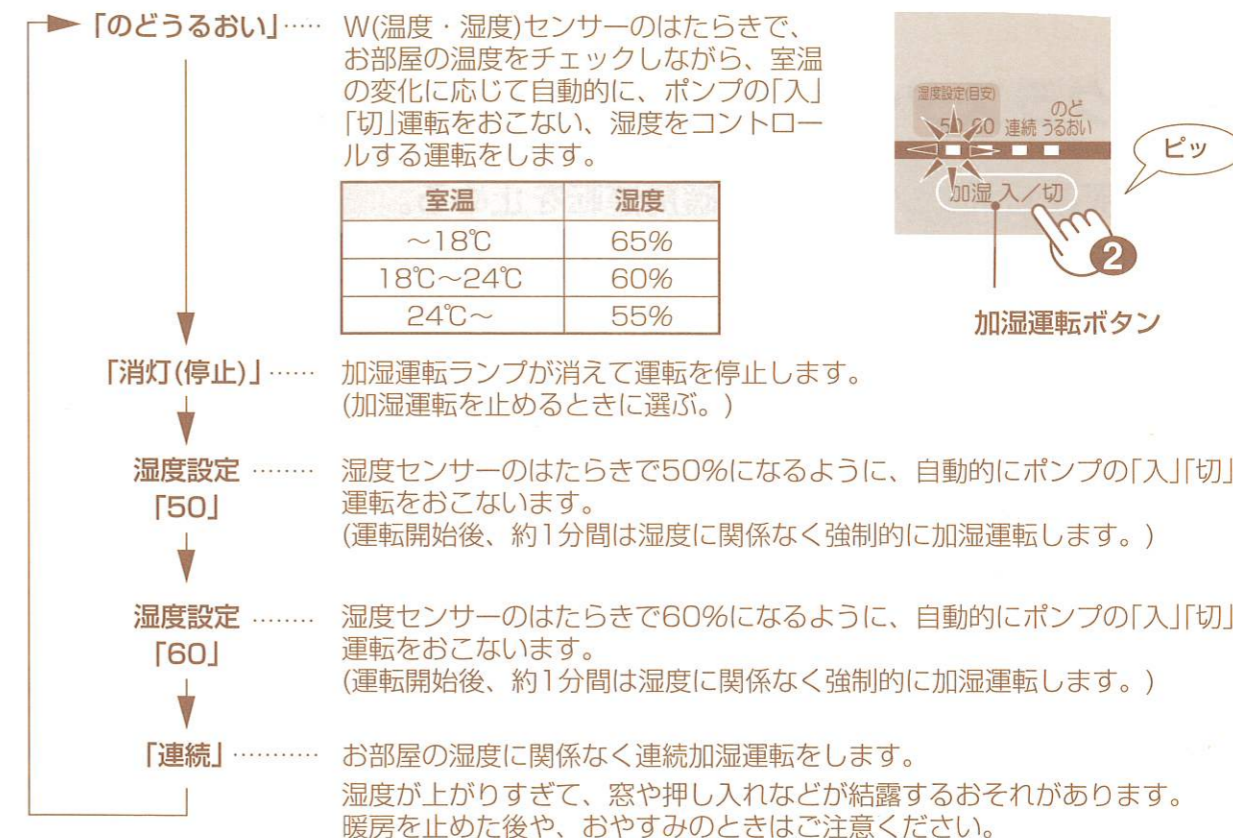 「のどうるおい」…… W(温度・湿度)センサーのはたらきで、
お部屋の温度をチェックしながら、室温
の変化に応じて自動的に、ポンプの「入」
「切」運転をおこない、湿度をコントロー
ルする運転をします。
室温 湿度
～18℃ 65%
18℃～24℃ 60%
24℃～ 55%
湿度設定(目安)
のど
50 60 連続 うるおい
加湿 入／切
ピッ
2
加湿運転ボタン
「消灯(停止)」…… 加湿運転ランプが消えて運転を停止します。
(加湿運転を止めるときに選ぶ。)
湿度設定 ……… 湿度センサーのはたらきで50%になるように、自動的にポンプの「入」「切」
「50」 運転をおこないます。
(運転開始後、約1分間は湿度に関係なく強制的に加湿運転します。)
湿度設定 ……… 湿度センサーのはたらきで60%になるように、自動的にポンプの「入」「切」
「60」 運転をおこないます。
(運転開始後、約1分間は湿度に関係なく強制的に加湿運転します。)
「連続」………… お部屋の湿度に関係なく連続加湿運転をします。
湿度が上がりすぎて、窓や押し入れなどが結露するおそれがあります。
暖房を止めた後や、おやすみのときはご注意ください。